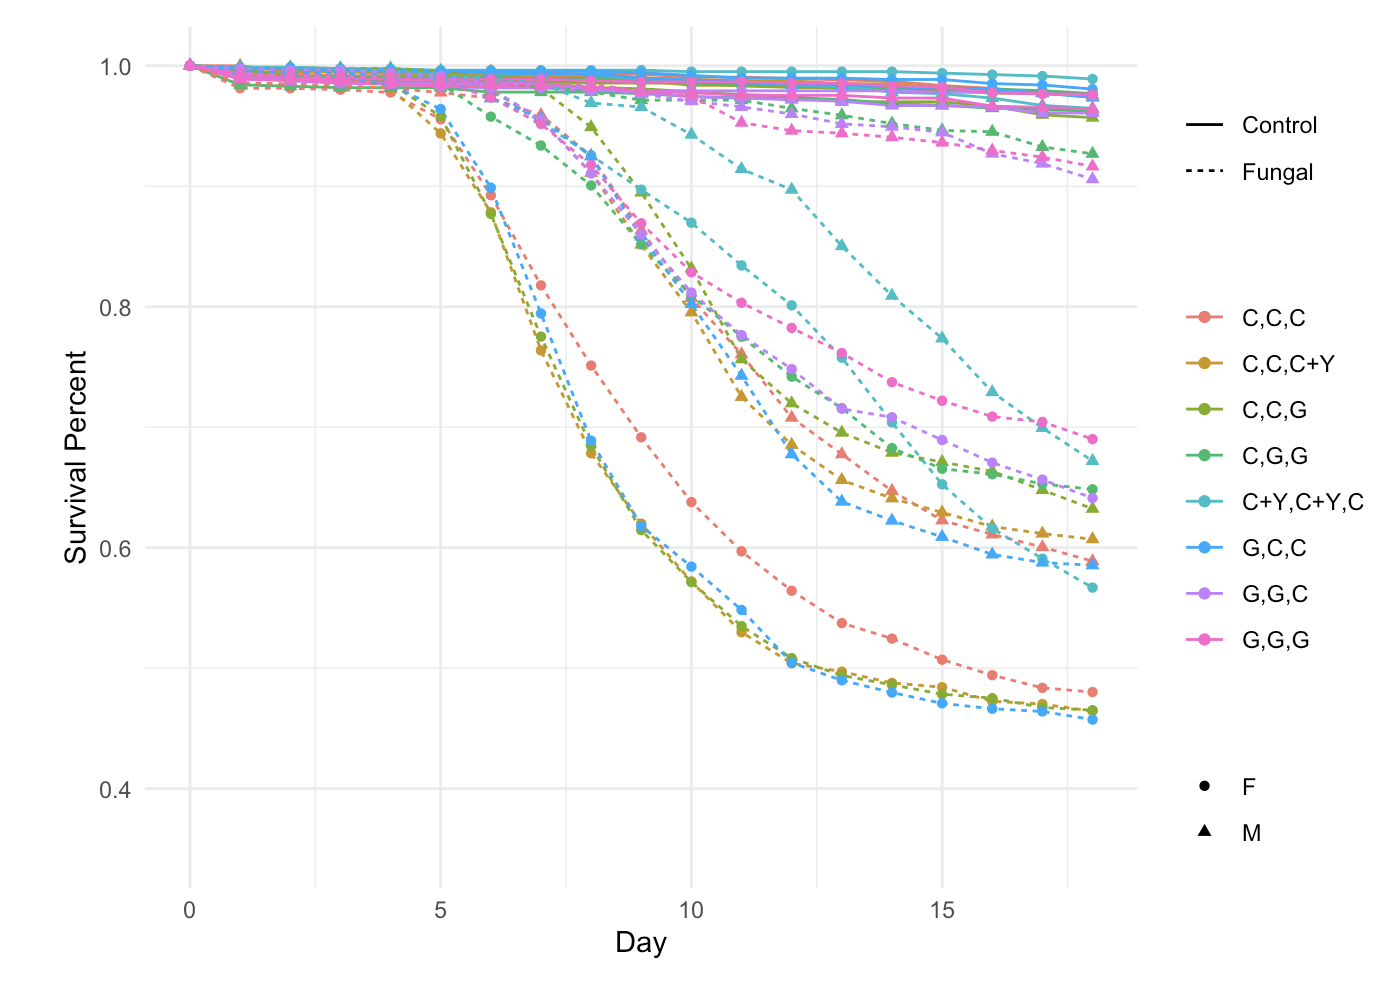 1.0
0.8
0.6
0.4
Survival Percent
0
5
10
15
Day
Control
Fungal
C,C,C
C,C,C+Y
C,C,G
C,G,G
C+Y,C+Y,C
G,C,C
G,G,C
G,G,G
F
M